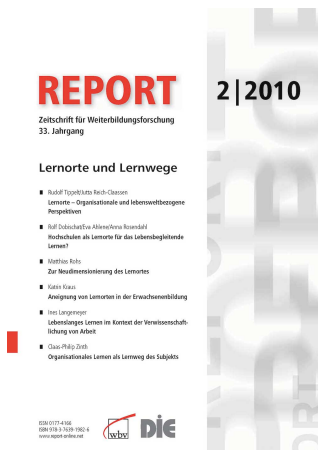 REPORT
2|2010
Zeitschrift für Weiterbildungsforschung
33. Jahrgang
Lernorte und Lernwege
Rudolf Tippelt/Jutta Reich-Claassen
Lernorte – Organisationale und lebensweltbezogene
Perspektiven
Rolf Dobischat/Eva Ahlene/Anna Rosendahl
Hochschulen als Lernorte für das Lebensbegleitende
Lernen?
Matthias Rohs
Zur Neudimensionierung des Lernortes
Katrin Kraus
Aneignung von Lernorten in der Erwachsenenbildung
Ines Langemeyer
Lebenslanges Lernen im Kontext der Verwissenschaft-
lichung von Arbeit
Claas-Philip Zinth
Organisationales Lernen als Lernweg des Subjekts
ISSN 0177-4166
ISBN 978-3-7639-1982-6
www.report-online.net
wbv
DIE